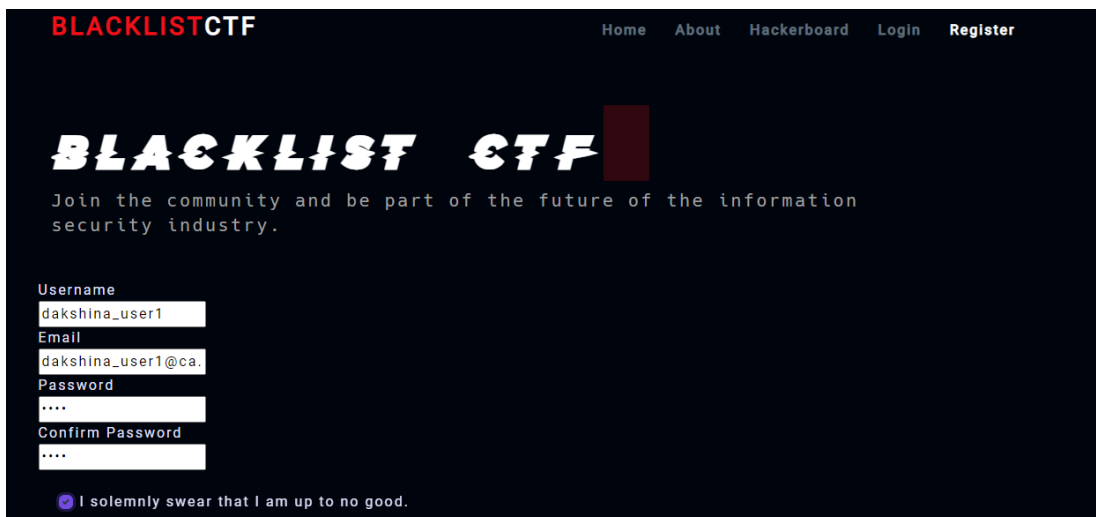 BLACKLISTCTF
Home About Hackerboard Login Register
BLACKLIST CTF
Join the community and be part of the future of the information
security industry.
Username
dakshina_user1
Email
dakshina_user1@ca.
Password
••••
Confirm Password
••••
I solemnly swear that I am up to no good.